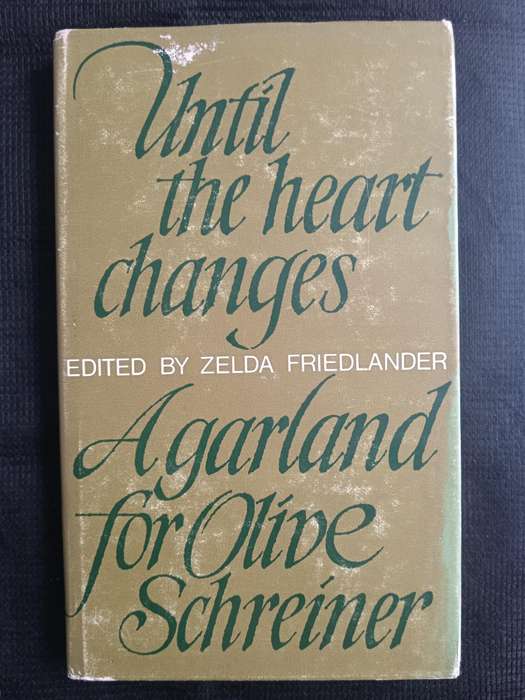 Until
the heart
changes
EDITED BY ZELDA FRIEDLANDER
A garland
for Olive
Schreiner